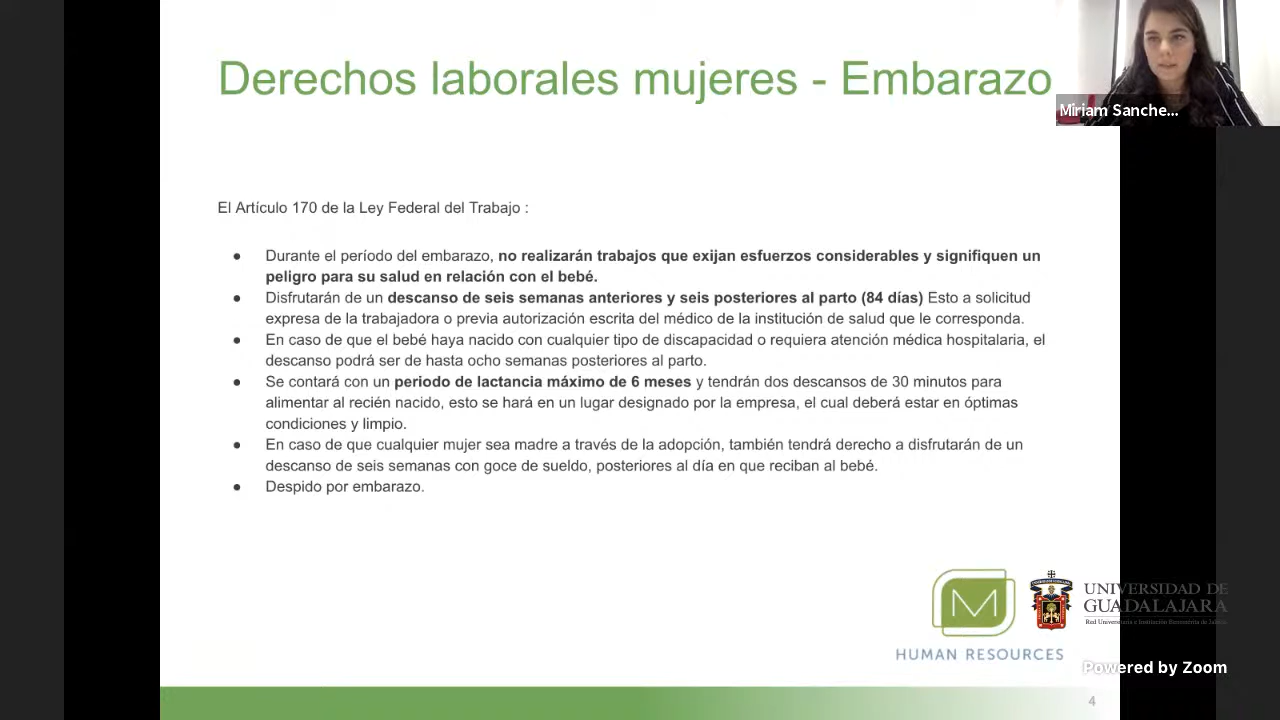 Derechos laborales mujeres - Embarazo
Miriam Sanche...
El Artículo 170 de la Ley Federal del Trabajo :
● Durante el período del embarazo, no realizarán trabajos que exijan esfuerzos considerables y signifiquen un
peligro para su salud en relación con el bebé.
● Disfrutarán de un descanso de seis semanas anteriores y seis posteriores al parto (84 días) Esto a solicitud
expresa de la trabajadora o previa autorización escrita del médico de la institución de salud que le corresponda.
● En caso de que el bebé haya nacido con cualquier tipo de discapacidad o requiera atención médica hospitalaria, el
descanso podrá ser de hasta ocho semanas posteriores al parto.
● Se contará con un periodo de lactancia máximo de 6 meses y tendrán dos descansos de 30 minutos para
alimentar al recién nacido, esto se hará en un lugar designado por la empresa, el cual deberá estar en óptimas
condiciones y limpio.
● En caso de que cualquier mujer sea madre a través de la adopción, también tendrá derecho a disfrutarán de un
descanso de seis semanas con goce de sueldo, posteriores al día en que reciban al bebé.
● Despido por embarazo.
M
HUMAN RESOURCES
UNIVERSIDAD DE
GUADALAJARA
Red Universitaria e Institución Benemérita de Jalisco
Powered by Zoom
4